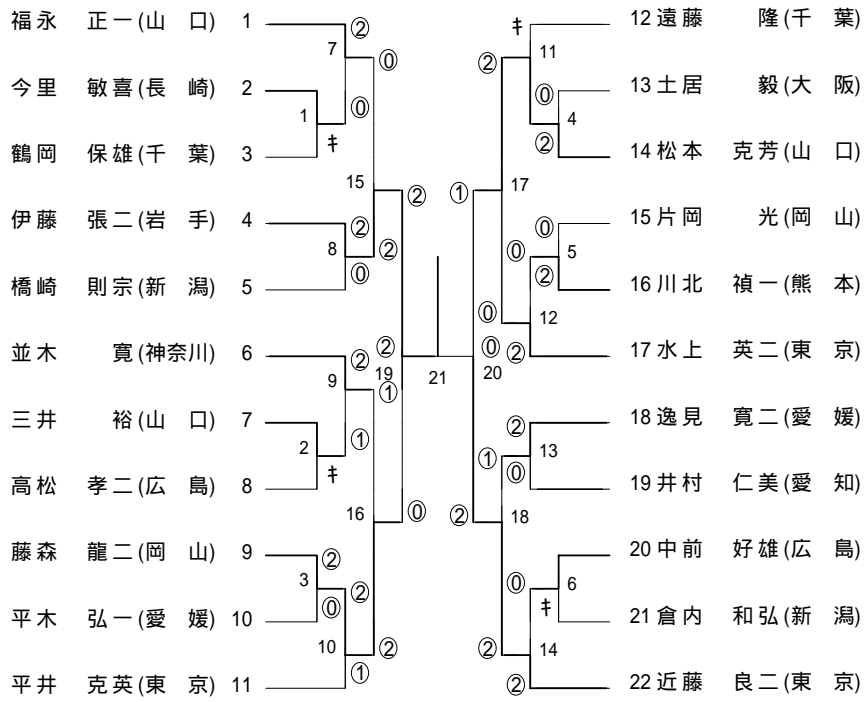 福永 正一(山 口) 1
今里 敏喜(長 崎) 2
鶴岡 保雄(千 葉) 3
伊藤 張二(岩 手) 4
橋崎 則宗(新 潟) 5
並木 寛(神奈川) 6
三井 裕(山 口) 7
高松 孝二(広 島) 8
藤森 龍二(岡 山) 9
平木 弘一(愛 媛) 10
平井 克英(東 京) 11
1
キ
2
キ
3
②
⓪
7
②
⓪
8
②
⓪
9
②
①
10
②
①
15
⓪
②
16
①
②
19
②
⓪
21
②
⓪
20
①
②
17
②
⓪
18
①
②
11
キ
②
12
⓪
②
13
②
⓪
14
⓪
②
4
⓪
②
5
⓪
②
6
キ
12 遠藤 隆(千 葉)
13 土居 毅(大 阪)
14 松本 克芳(山 口)
15 片岡 光(岡 山)
16 川北 禎一(熊 本)
17 水上 英二(東 京)
18 逸見 寛二(愛 媛)
19 井村 仁美(愛 知)
20 中前 好雄(広 島)
21 倉内 和弘(新 潟)
22 近藤 良二(東 京)